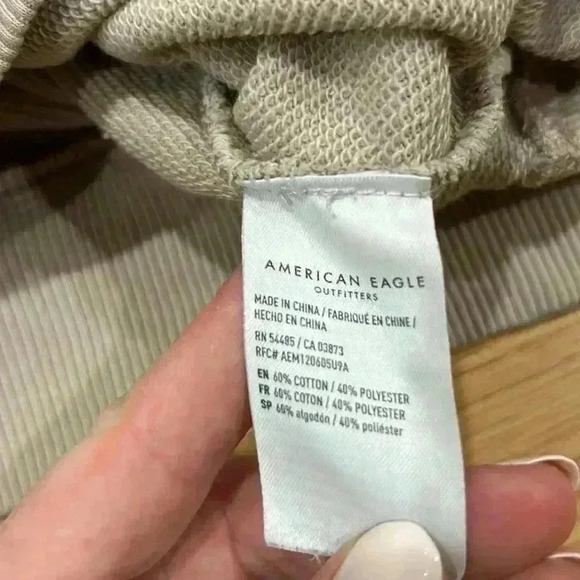 AMERICAN EAGLE
OUTFITTERS
MADE IN CHINA / FABRIQUÉ EN CHINE /
HECHO EN CHINA
RN 54485 / CA 03873
RFC# AEM120605U9A
EN 60% COTTON / 40% POLYESTER
FR 60% COTON / 40% POLYESTER
SP 60% algodón / 40% poliéster